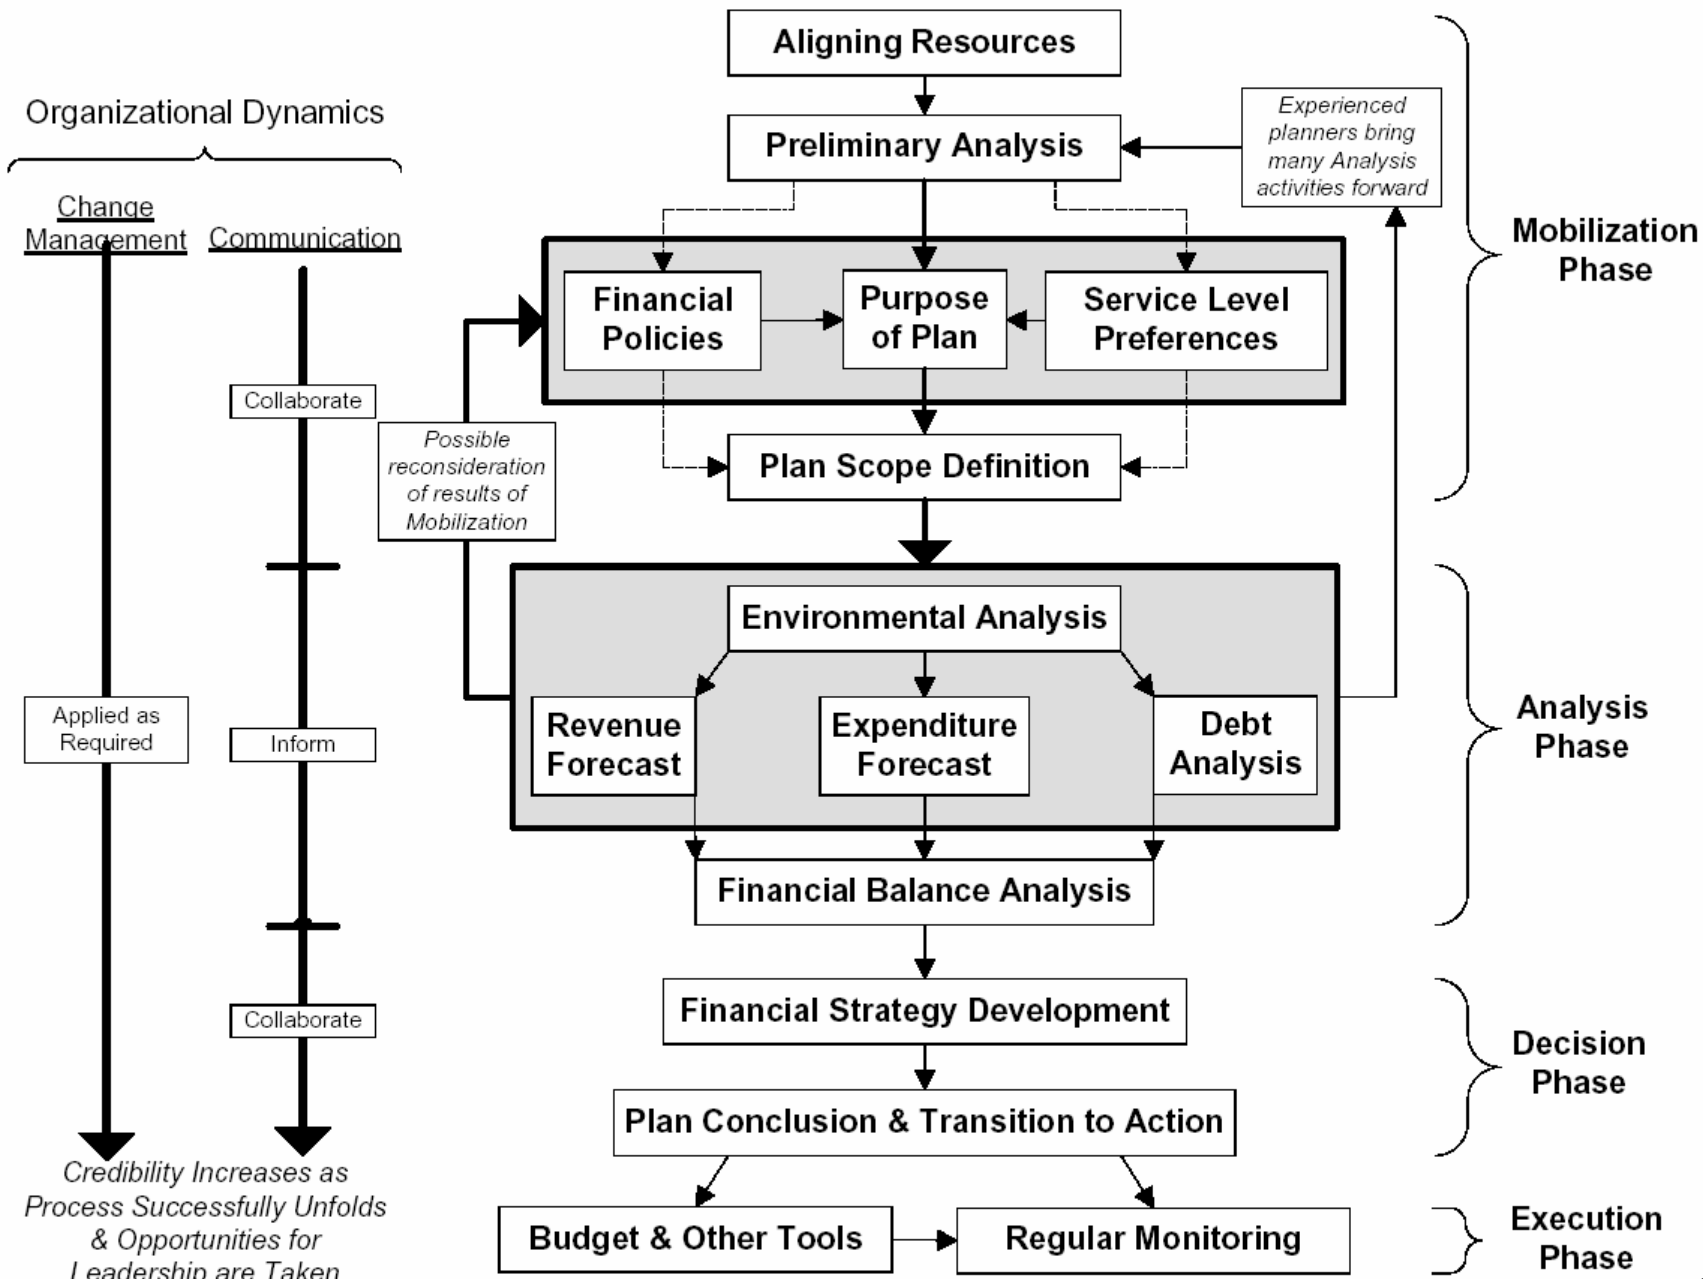 Aligning Resources
Organizational Dynamics
Experienced
planners bring
many Analysis
activities forward
Preliminary Analysis
Change
Management
Communication
Mobilization
Phase
Financial
Policies
Purpose
of Plan
Service Level
Preferences
Collaborate
Possible
reconsideration
of results of
Mobilization
Plan Scope Definition
Environmental Analysis
Applied as
Required
Inform
Revenue
Forecast
Expenditure
Forecast
Debt
Analysis
Analysis
Phase
Financial Balance Analysis
Collaborate
Financial Strategy Development
Decision
Phase
Plan Conclusion & Transition to Action
Credibility Increases as
Process Successfully Unfolds
& Opportunities for
Leadership are Taken
Budget & Other Tools
Regular Monitoring
Execution
Phase